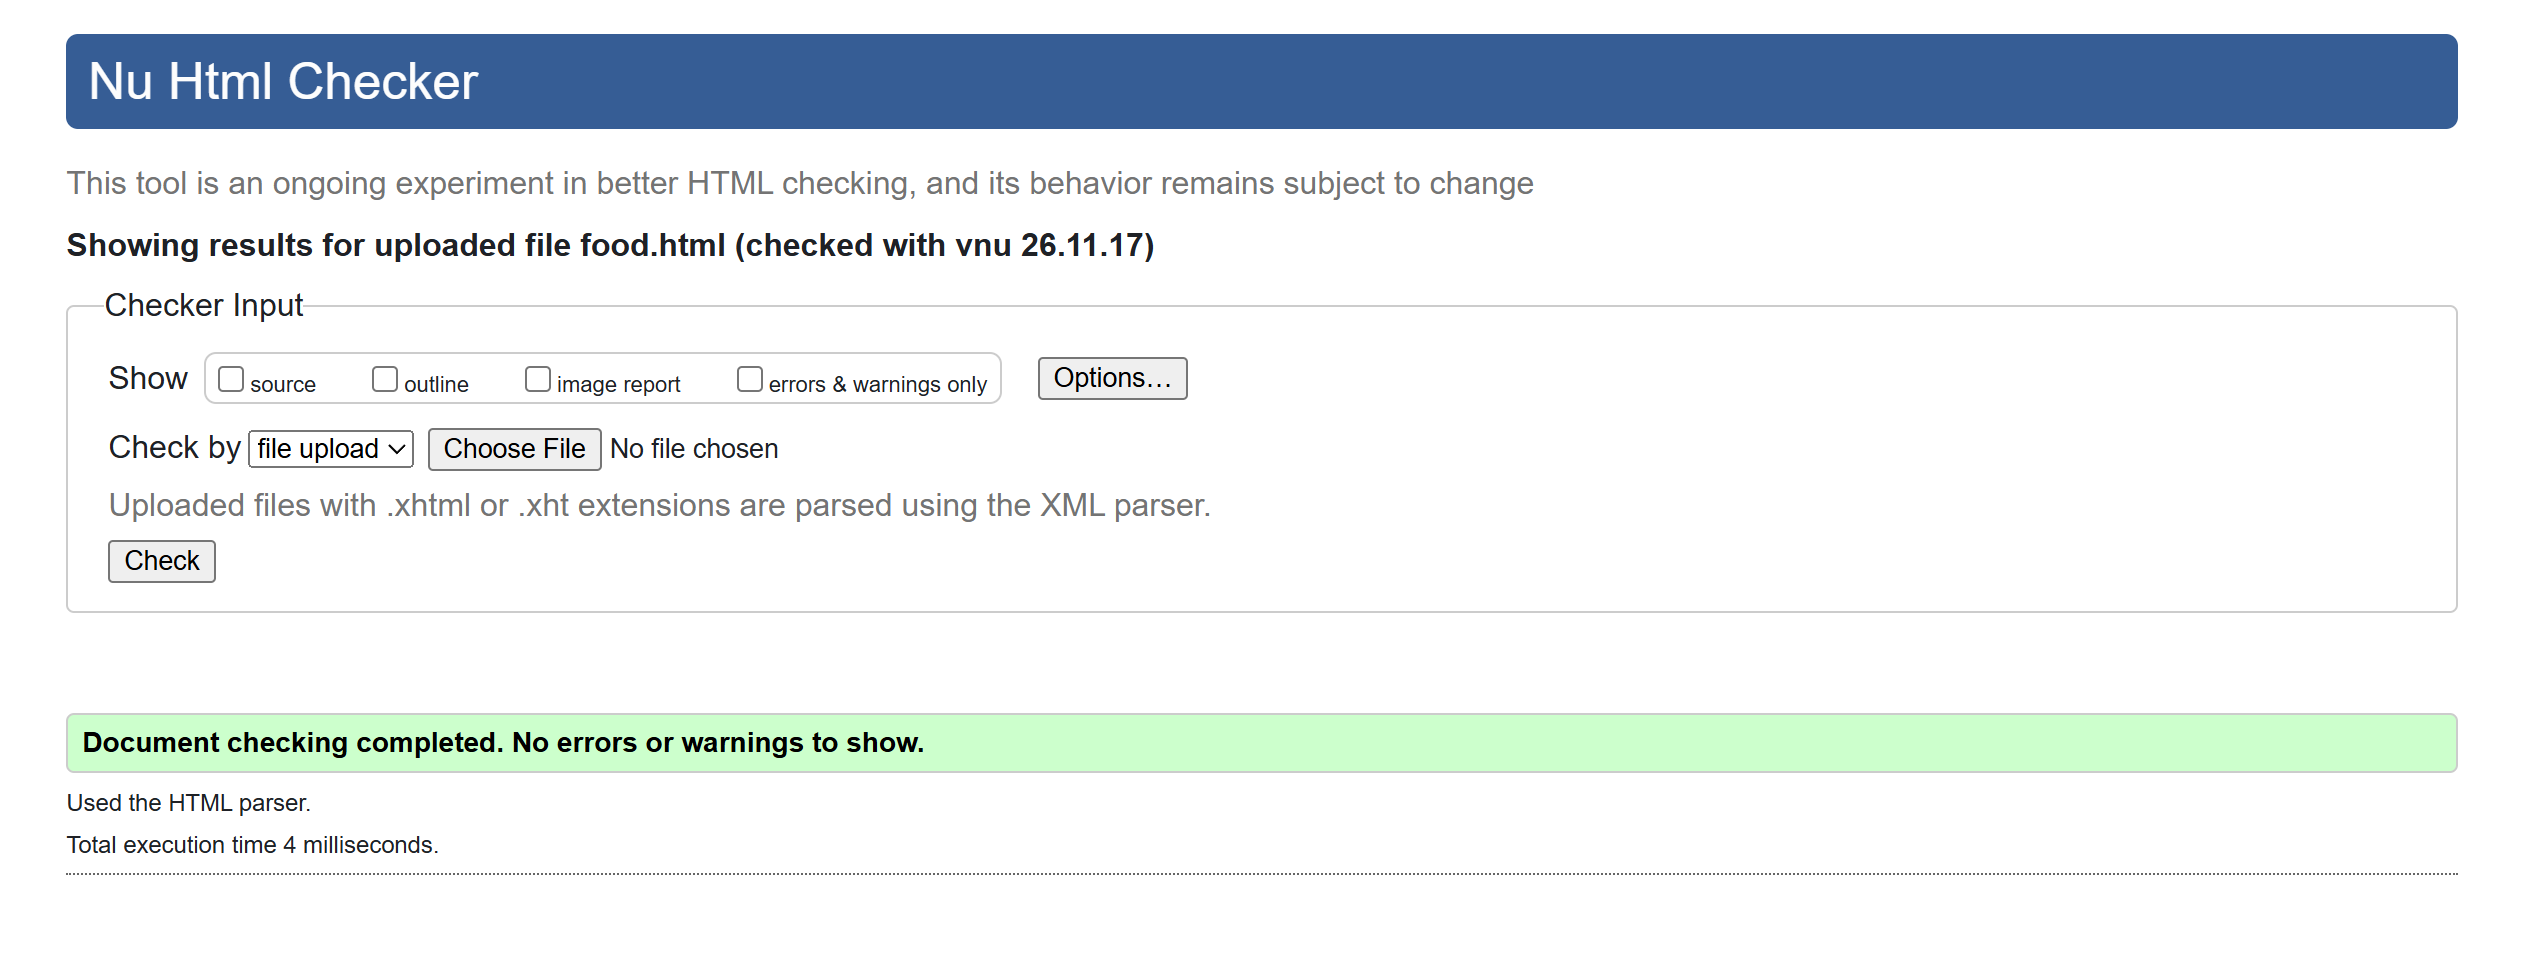 Nu Html Checker
This tool is an ongoing experiment in better HTML checking, and its behavior remains subject to change
Showing results for uploaded file food.html (checked with vnu 26.11.17)
Checker Input
Show source outline image report errors & warnings only Options…
Check by file upload Choose File No file chosen
Uploaded files with .xhtml or .xht extensions are parsed using the XML parser.
Check
Document checking completed. No errors or warnings to show.
Used the HTML parser.
Total execution time 4 milliseconds.